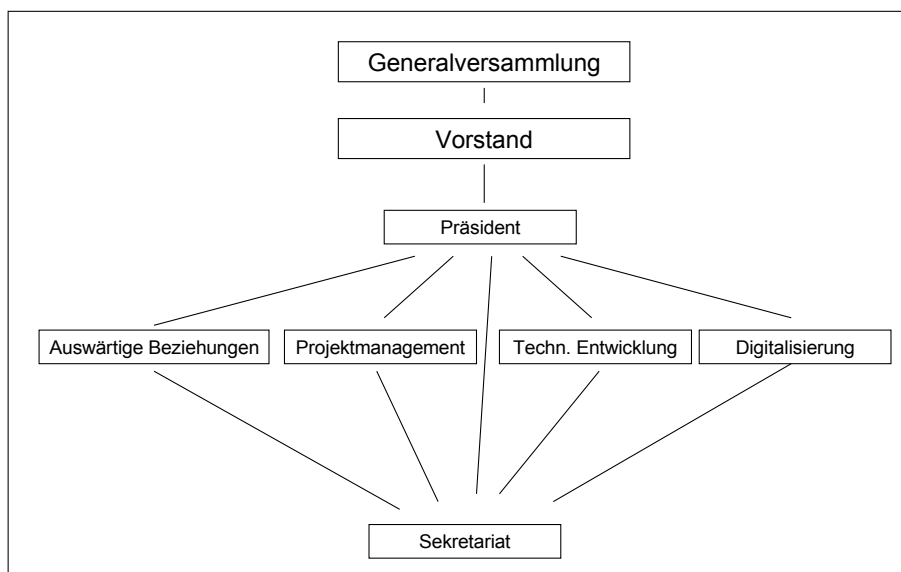 Generalversammlung
Vorstand
Präsident
Auswärtige Beziehungen
Projektmanagement
Techn. Entwicklung
Digitalisierung
Sekretariat